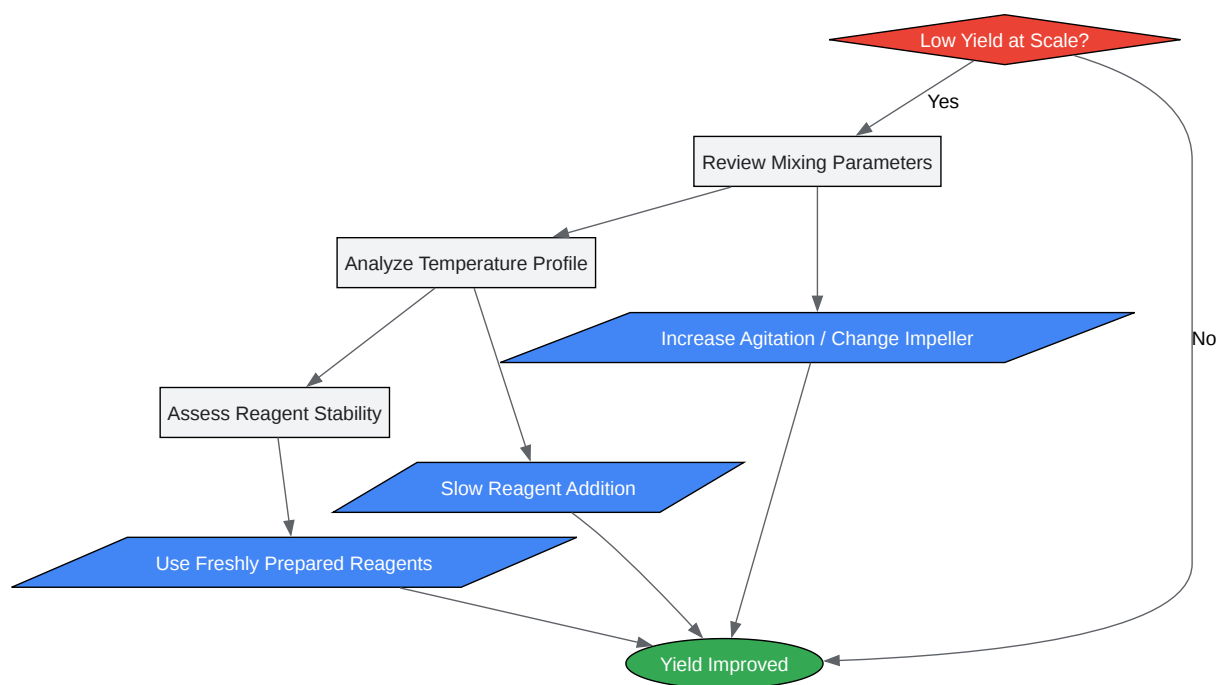 Low Yield at Scale?
Yes
Review Mixing Parameters
Analyze Temperature Profile
Increase Agitation / Change Impeller
No
Assess Reagent Stability
Slow Reagent Addition
Use Freshly Prepared Reagents
Yield Improved